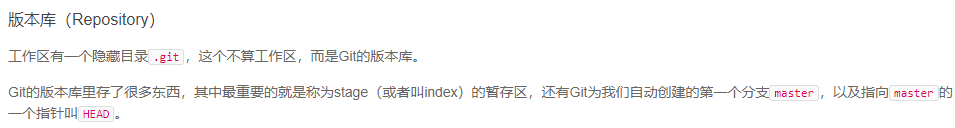 版本库（Repository）
工作区有一个隐藏目录.git，这个不算工作区，而是Git的版本库。
Git的版本库里存了很多东西，其中最重要的就是称为stage（或者叫index）的暂存区，还有Git为我们自动创建的第一个分支master，以及指向master的
一个指针叫HEAD。